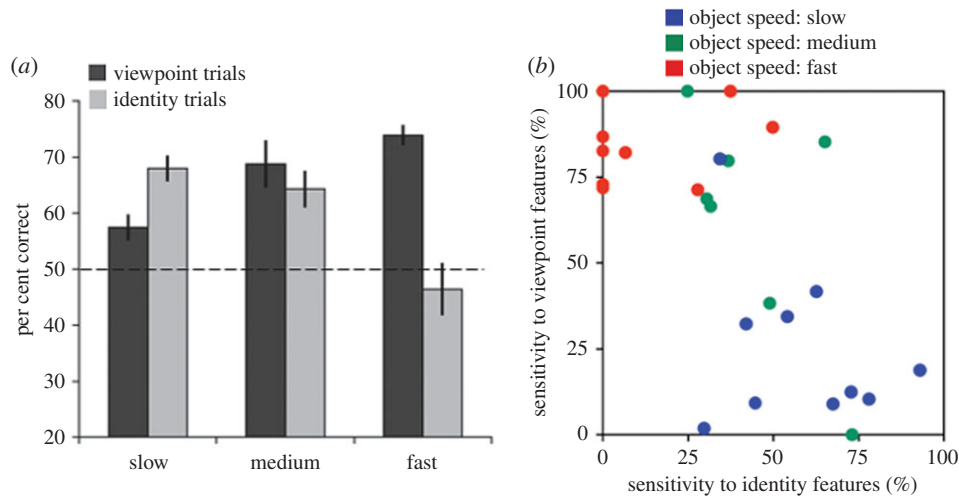 (a)
viewpoint trials
identity trials
per cent correct
80
70
60
50
40
30
20
slow medium fast
(b)
object speed: slow
object speed: medium
object speed: fast
sensitivity to viewpoint features (%)
100
75
50
25
0
0 25 50 75 100
sensitivity to identity features (%)